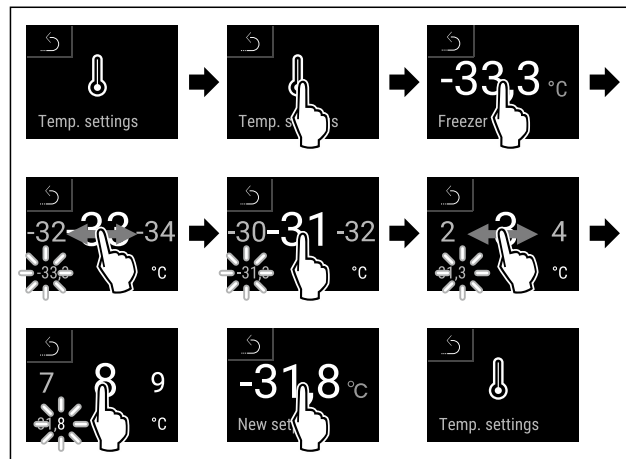 Temp. settings
Temp.
-33,3 °C
Freezer
-32 -33 -34
°C
-30 -31 -32
°C
2 3 4
°C
7 8 9
°C
-31,8 °C
New
Temp. settings